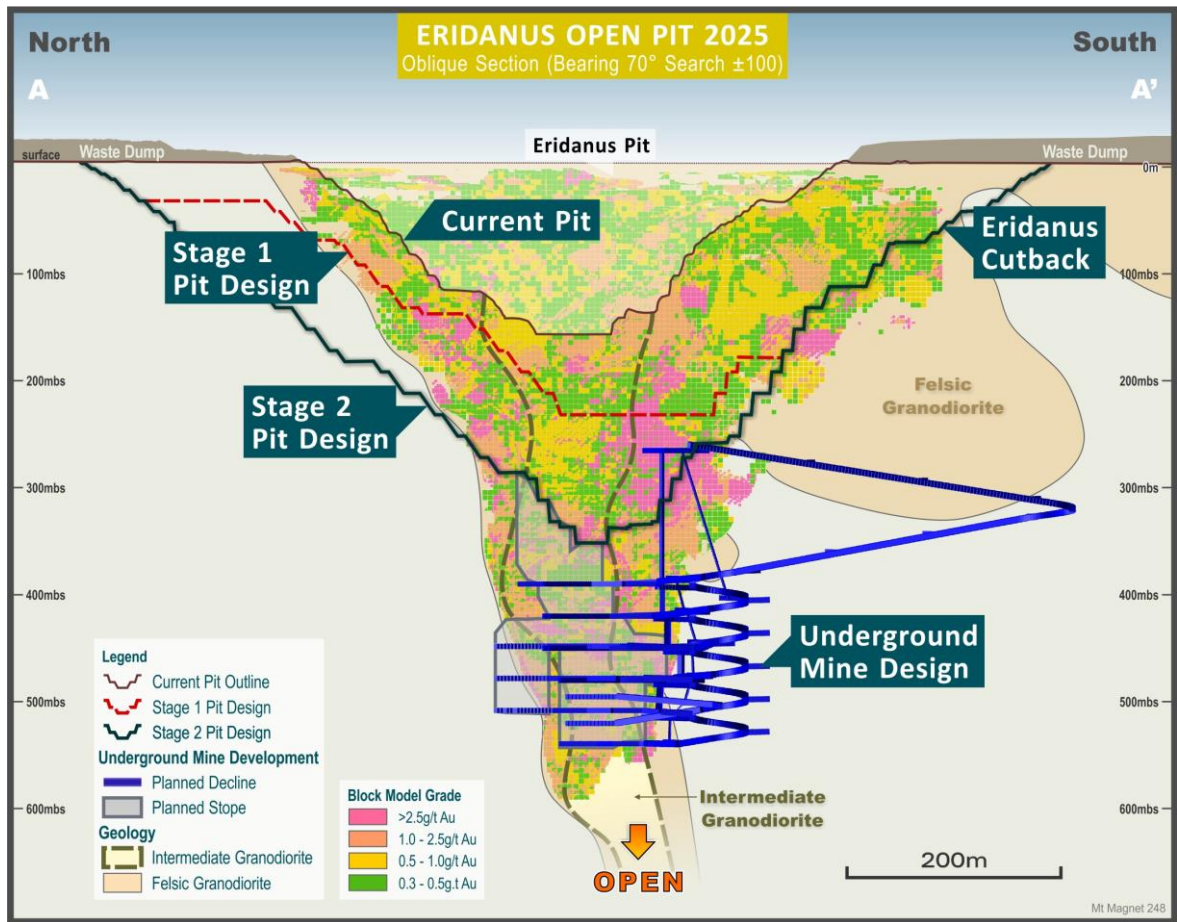 North
ERIDANUS OPEN PIT 2025
Oblique Section (Bearing 70° Search ±100)
South
A
A'
Eridanus Pit
surface
Waste Dump
Waste Dump
0m
Current Pit
Eridanus
Cutback
Stage 1
Pit Design
100mbs
100mbs
200mbs
200mbs
Felsic
Granodiorite
Stage 2
Pit Design
300mbs
300mbs
400mbs
400mbs
Underground
Mine Design
Legend
Current Pit Outline
Stage 1 Pit Design
Stage 2 Pit Design
Underground Mine Development
Planned Decline
Planned Stope
Geology
Intermediate Granodiorite
Felsic Granodiorite
500mbs
500mbs
600mbs
600mbs
Block Model Grade
>2.5g/t Au
1.0 - 2.5g/t Au
0.5 - 1.0g/t Au
0.3 - 0.5g.t Au
Intermediate
Granodiorite
OPEN
200m
Mt Magnet 248